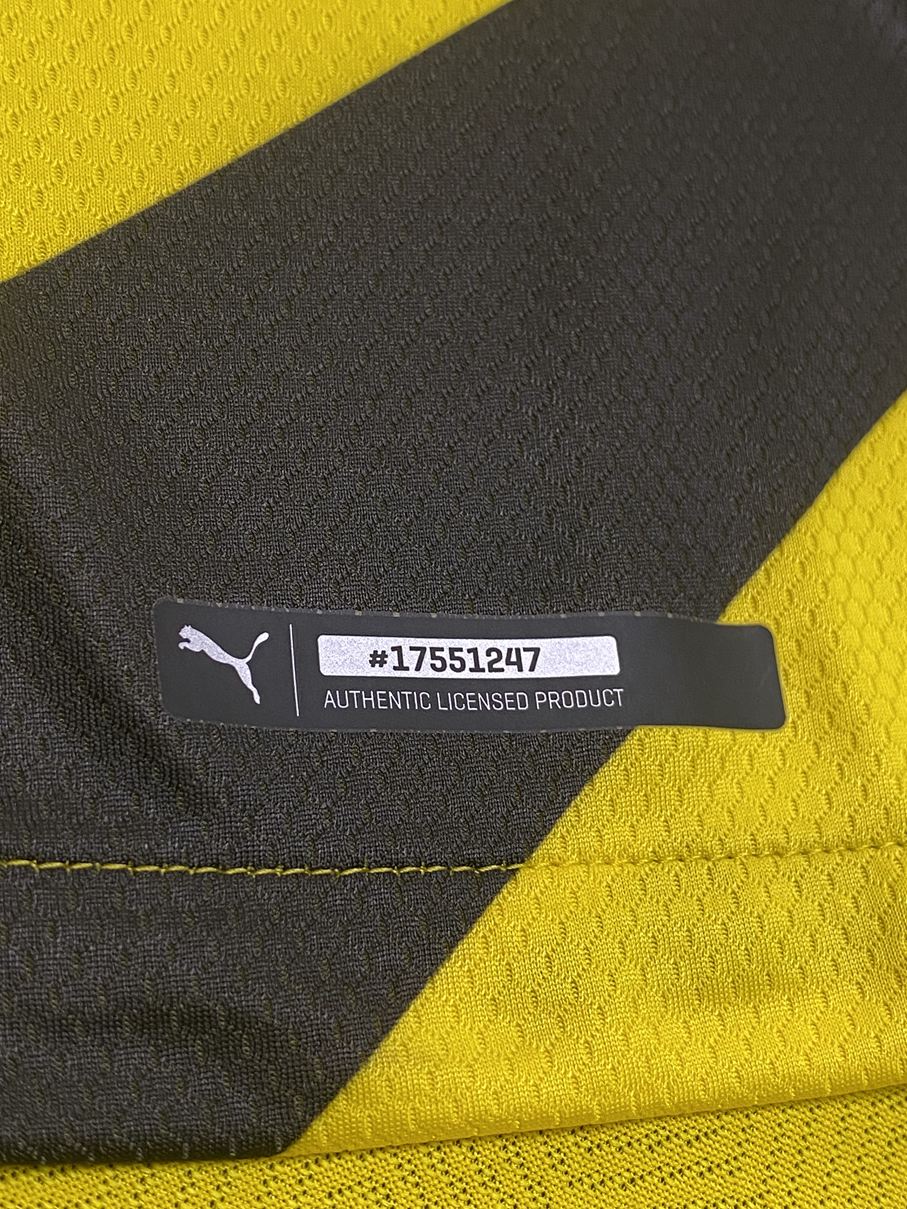 #17551247
AUTHENTIC LICENSED PRODUCT